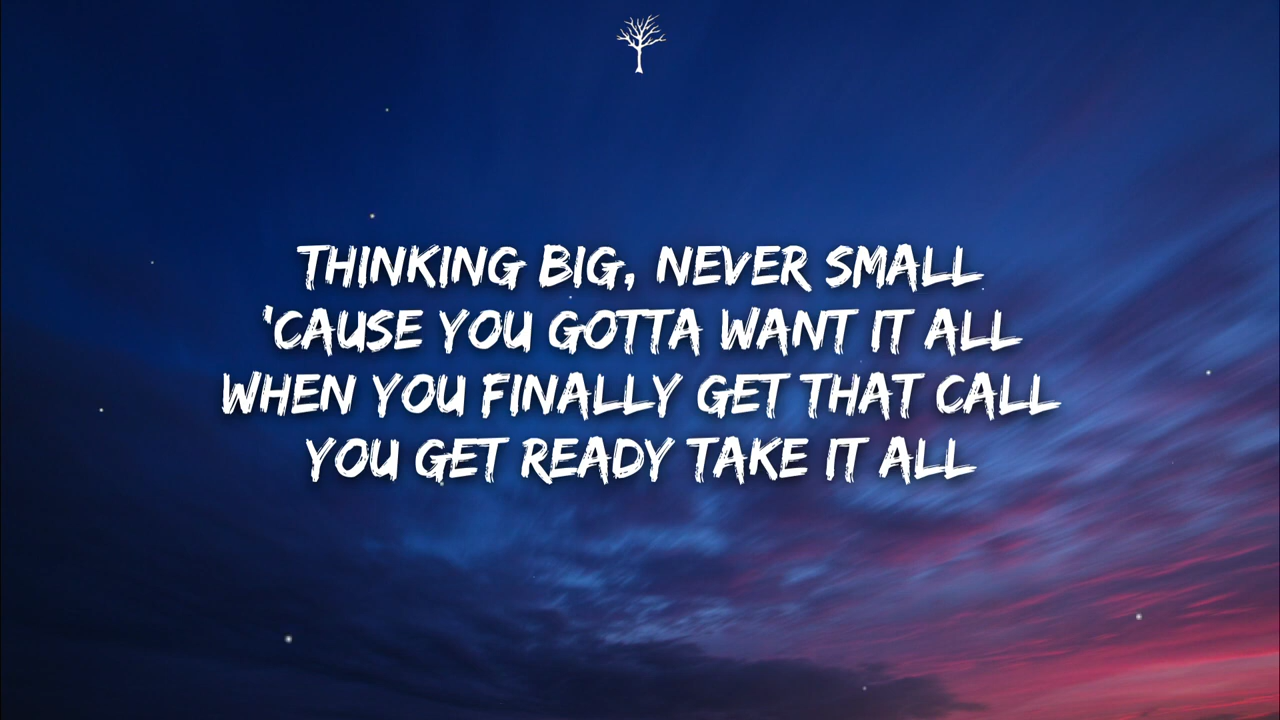 THINKING BIG, NEVER SMALL
'CAUSE YOU GOTTA WANT IT ALL
WHEN YOU FINALLY GET THAT CALL
YOU GET READY TAKE IT ALL